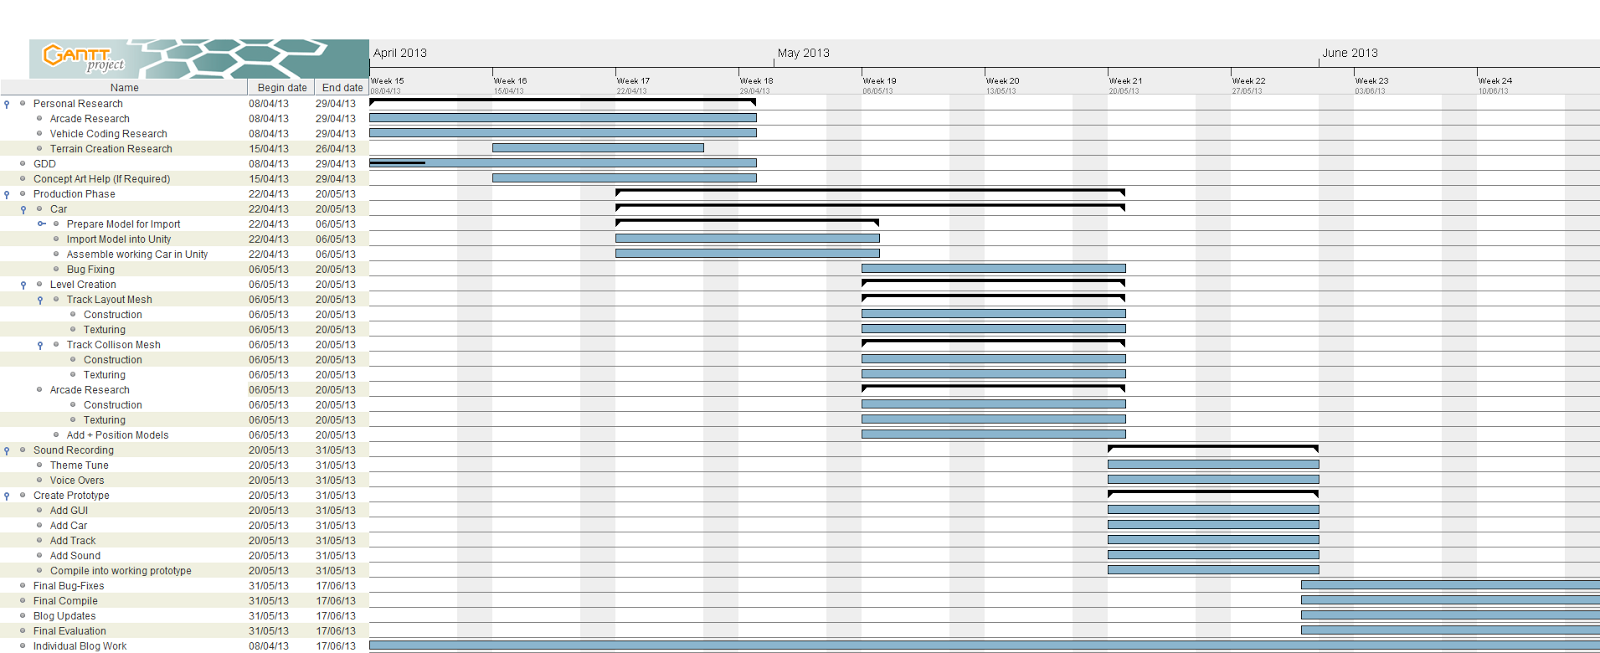 April 2013 May 2013 June 2013
GANTT
project
Week 15 Week 16 Week 17 Week 18 Week 19 Week 20 Week 21 Week 22 Week 23 Week 24
Name Begin date End date 08/04/13 15/04/13 22/04/13 29/04/13 06/05/13 13/05/13 20/05/13 27/05/13 03/06/13 10/06/13
Personal Research 08/04/13 29/04/13
Arcade Research 08/04/13 29/04/13
Vehicle Coding Research 08/04/13 29/04/13
Terrain Creation Research 15/04/13 26/04/13
GDD 08/04/13 29/04/13
Concept Art Help (If Required) 15/04/13 29/04/13
Production Phase 22/04/13 20/05/13
Car 22/04/13 20/05/13
Prepare Model for Import 22/04/13 06/05/13
Import Model into Unity 22/04/13 06/05/13
Assemble working Car in Unity 22/04/13 06/05/13
Bug Fixing 06/05/13 20/05/13
Level Creation 06/05/13 20/05/13
Track Layout Mesh 06/05/13 20/05/13
Construction 06/05/13 20/05/13
Texturing 06/05/13 20/05/13
Track Collison Mesh 06/05/13 20/05/13
Construction 06/05/13 20/05/13
Texturing 06/05/13 20/05/13
Arcade Research 06/05/13 20/05/13
Construction 06/05/13 20/05/13
Texturing 06/05/13 20/05/13
Add + Position Models 06/05/13 20/05/13
Sound Recording 20/05/13 31/05/13
Theme Tune 20/05/13 31/05/13
Voice Overs 20/05/13 31/05/13
Create Prototype 20/05/13 31/05/13
Add GUI 20/05/13 31/05/13
Add Car 20/05/13 31/05/13
Add Track 20/05/13 31/05/13
Add Sound 20/05/13 31/05/13
Compile into working prototype 20/05/13 31/05/13
Final Bug-Fixes 31/05/13 17/06/13
Final Compile 31/05/13 17/06/13
Blog Updates 31/05/13 17/06/13
Final Evaluation 31/05/13 17/06/13
Individual Blog Work 08/04/13 17/06/13